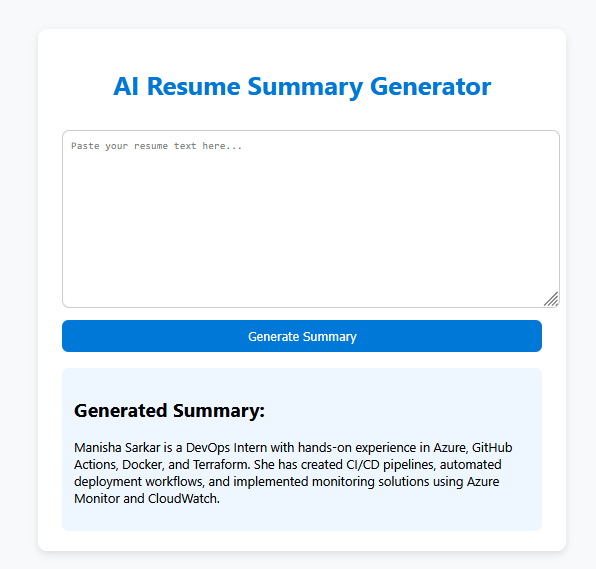 AI Resume Summary Generator
Paste your resume text here...
Generate Summary
Generated Summary:
Manisha Sarkar is a DevOps Intern with hands-on experience in Azure, GitHub
Actions, Docker, and Terraform. She has created CI/CD pipelines, automated
deployment workflows, and implemented monitoring solutions using Azure
Monitor and CloudWatch.